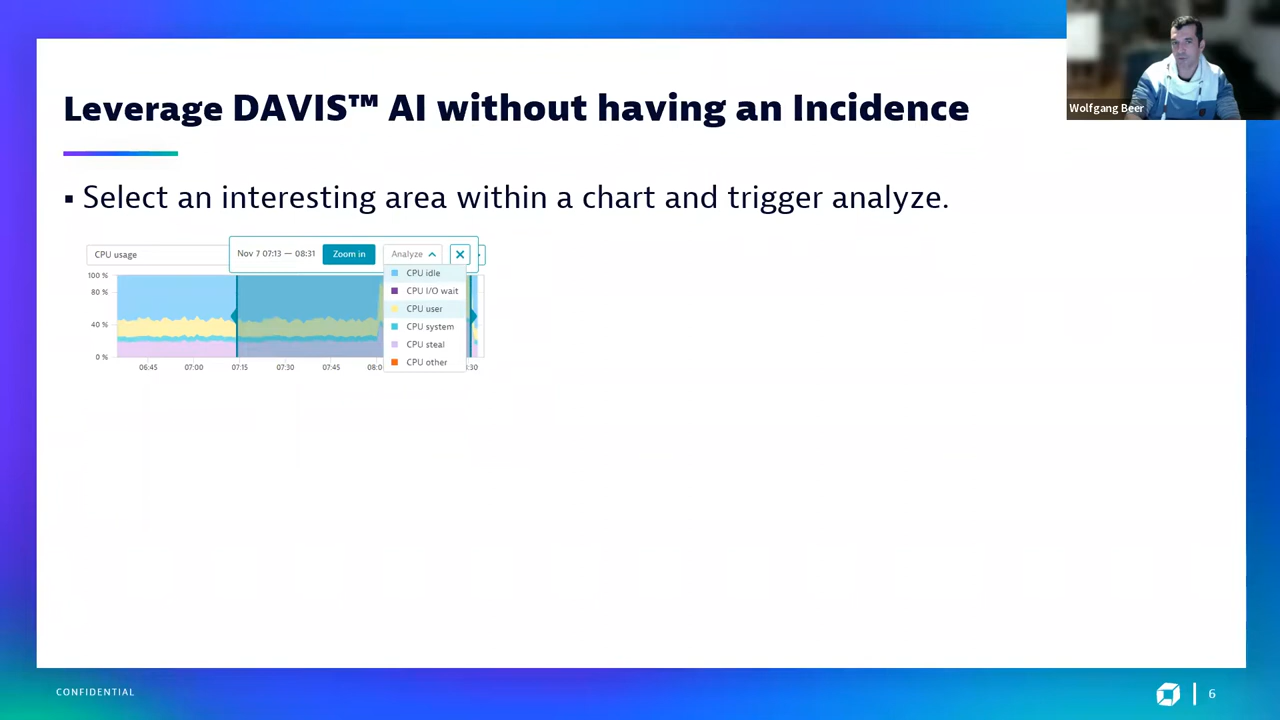 Wolfgang Beer
Leverage DAVIS™ AI without having an Incidence
▪ Select an interesting area within a chart and trigger analyze.
CPU usage
Nov 7 07:13 — 08:31 Zoom in Analyze
100 %
80 %
40 %
0 %
CPU idle
CPU I/O wait
CPU user
CPU system
CPU steal
CPU other
06:45 07:00 07:15 07:30 07:45 08:0 :30
CONFIDENTIAL
6